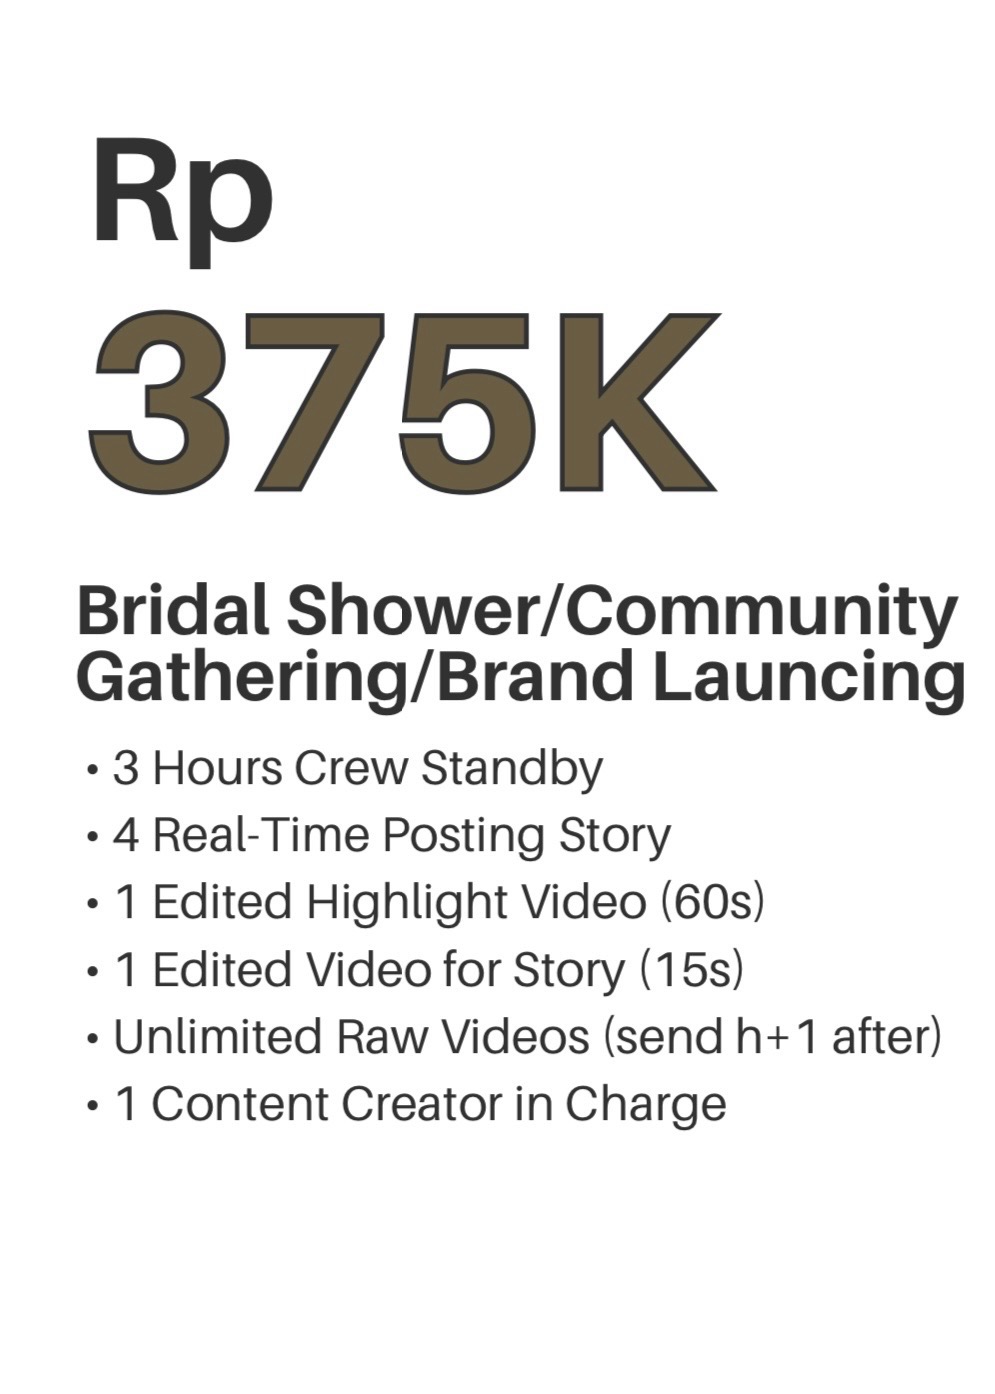 Rp
375K
Bridal Shower/Community
Gathering/Brand Launcing
• 3 Hours Crew Standby
• 4 Real-Time Posting Story
• 1 Edited Highlight Video (60s)
• 1 Edited Video for Story (15s)
• Unlimited Raw Videos (send h+1 after)
• 1 Content Creator in Charge